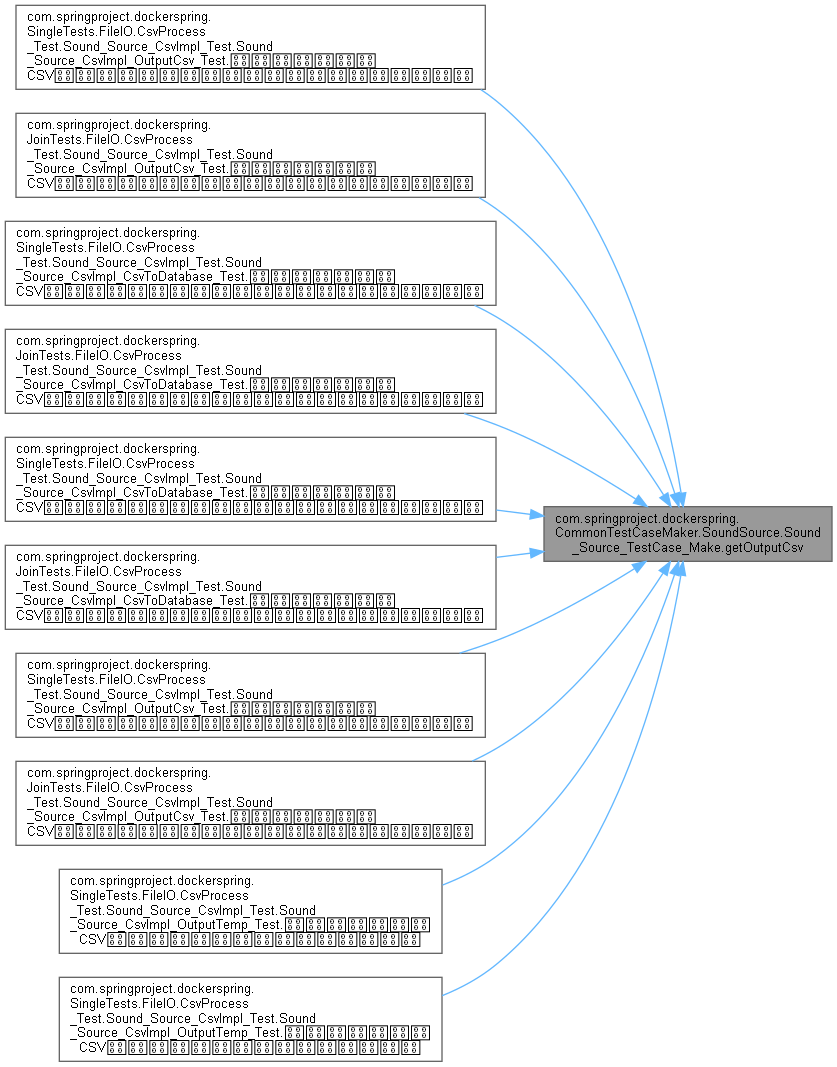 com.springproject.dockerspring.
SingleTests.FileIO.CsvProcess
_Test.Sound_Source_CsvImpl_Test.Sound
_Source_CsvImpl_OutputCsv_Test.
CSV
com.springproject.dockerspring.
JoinTests.FileIO.CsvProcess
_Test.Sound_Source_CsvImpl_Test.Sound
_Source_CsvImpl_OutputCsv_Test.
CSV
com.springproject.dockerspring.
SingleTests.FileIO.CsvProcess
_Test.Sound_Source_CsvImpl_Test.Sound
_Source_CsvImpl_CsvToDatabase_Test.
CSV
com.springproject.dockerspring.
JoinTests.FileIO.CsvProcess
_Test.Sound_Source_CsvImpl_Test.Sound
_Source_CsvImpl_CsvToDatabase_Test.
CSV
com.springproject.dockerspring.
SingleTests.FileIO.CsvProcess
_Test.Sound_Source_CsvImpl_Test.Sound
_Source_CsvImpl_CsvToDatabase_Test.
CSV
com.springproject.dockerspring.
CommonTestCaseMaker.SoundSource.Sound
_Source_TestCase_Make.getOutputCsv
com.springproject.dockerspring.
JoinTests.FileIO.CsvProcess
_Test.Sound_Source_CsvImpl_Test.Sound
_Source_CsvImpl_CsvToDatabase_Test.
CSV
com.springproject.dockerspring.
SingleTests.FileIO.CsvProcess
_Test.Sound_Source_CsvImpl_Test.Sound
_Source_CsvImpl_OutputCsv_Test.
CSV
com.springproject.dockerspring.
JoinTests.FileIO.CsvProcess
_Test.Sound_Source_CsvImpl_Test.Sound
_Source_CsvImpl_OutputCsv_Test.
CSV
com.springproject.dockerspring.
SingleTests.FileIO.CsvProcess
_Test.Sound_Source_CsvImpl_Test.Sound
_Source_CsvImpl_OutputTemp_Test.
CSV
com.springproject.dockerspring.
SingleTests.FileIO.CsvProcess
_Test.Sound_Source_CsvImpl_Test.Sound
_Source_CsvImpl_OutputTemp_Test.
CSV